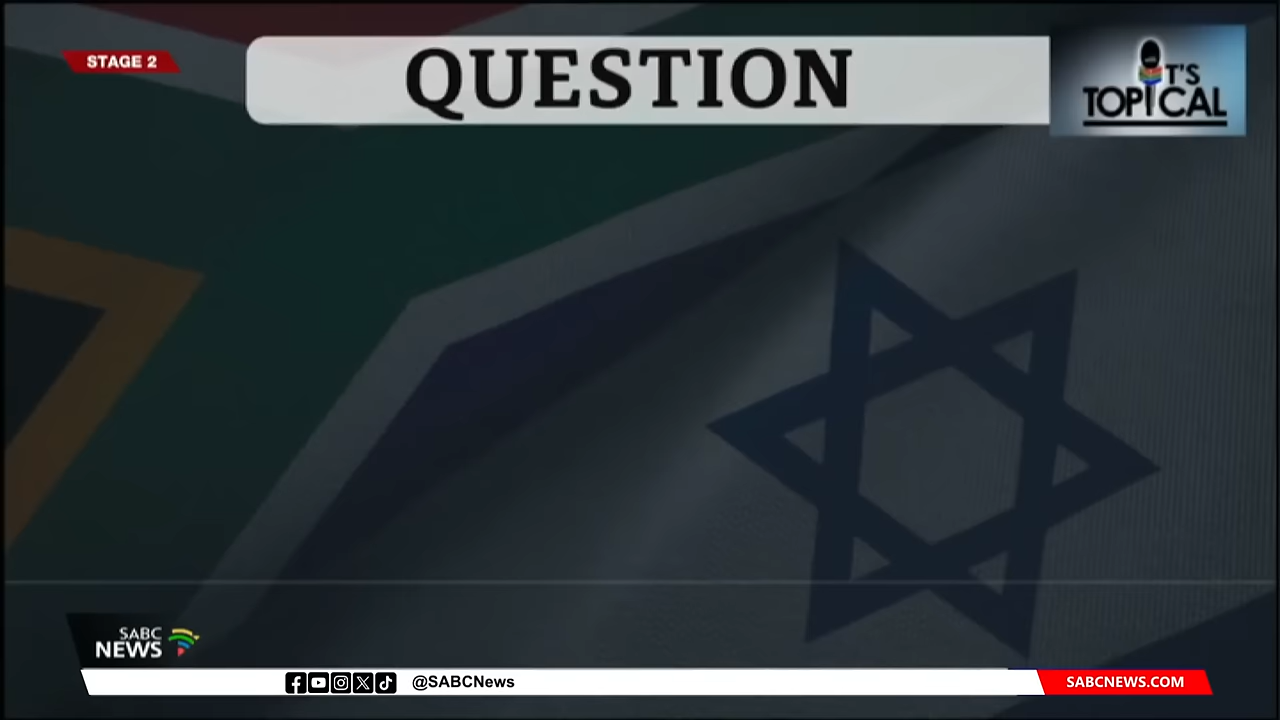 STAGE 2
QUESTION
IT'S
TOPICAL
SABC
NEWS
@SABCNews
SABCNEWS.COM